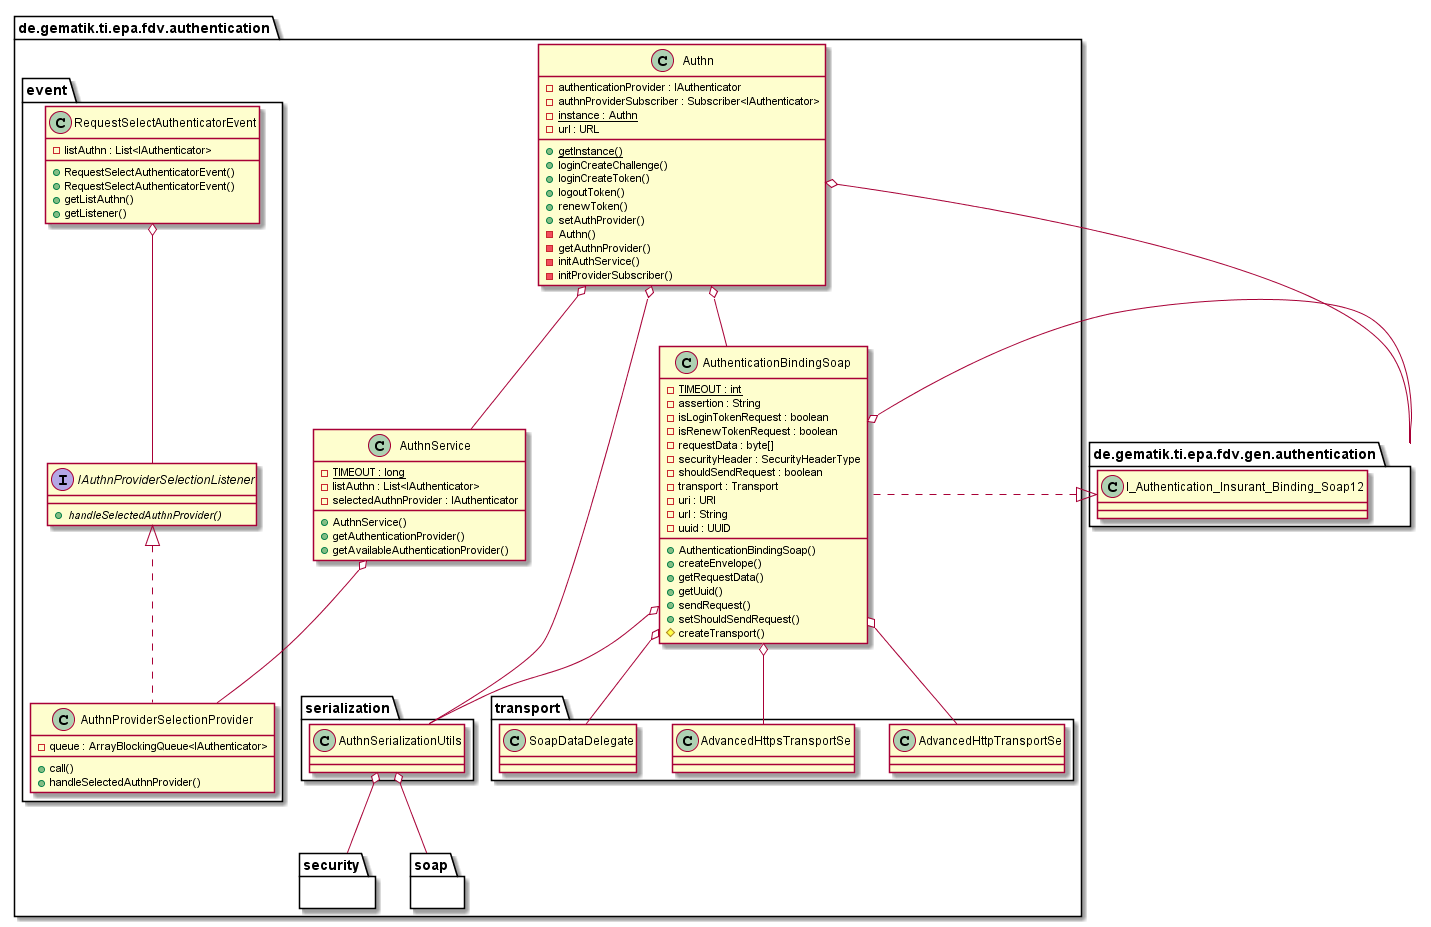 de.gematik.ti.epa.fdv.authentication
event
C RequestSelectAuthenticatorEvent
listAuthn : List<IAuthenticator>
RequestSelectAuthenticatorEvent()
RequestSelectAuthenticatorEvent()
getListAuthn()
getListener()
I IAuthnProviderSelectionListener
handleSelectedAuthnProvider()
C AuthnProviderSelectionProvider
queue : ArrayBlockingQueue<IAuthenticator>
call()
handleSelectedAuthnProvider()
C Authn
authenticationProvider : IAuthenticator
authnProviderSubscriber : Subscriber<IAuthenticator>
instance : Authn
url : URL
getInstance()
loginCreateChallenge()
loginCreateToken()
logoutToken()
renewToken()
setAuthProvider()
Authn()
getAuthnProvider()
initAuthService()
initProviderSubscriber()
C AuthnService
TIMEOUT : long
listAuthn : List<IAuthenticator>
selectedAuthnProvider : IAuthenticator
AuthnService()
getAuthenticationProvider()
getAvailableAuthenticationProvider()
C AuthenticationBindingSoap
TIMEOUT : int
assertion : String
isLoginTokenRequest : boolean
isRenewTokenRequest : boolean
requestData : byte[]
securityHeader : SecurityHeaderType
shouldSendRequest : boolean
transport : Transport
uri : URI
url : String
uuid : UUID
AuthenticationBindingSoap()
createEnvelope()
getRequestData()
getUuid()
sendRequest()
setShouldSendRequest()
createTransport()
de.gematik.ti.epa.fdv.gen.authentication
C I_Authentication_Insurant_Binding_Soap12
serialization
C AuthnSerializationUtils
transport
C SoapDataDelegate
C AdvancedHttpsTransportSe
C AdvancedHttpTransportSe
security
soap